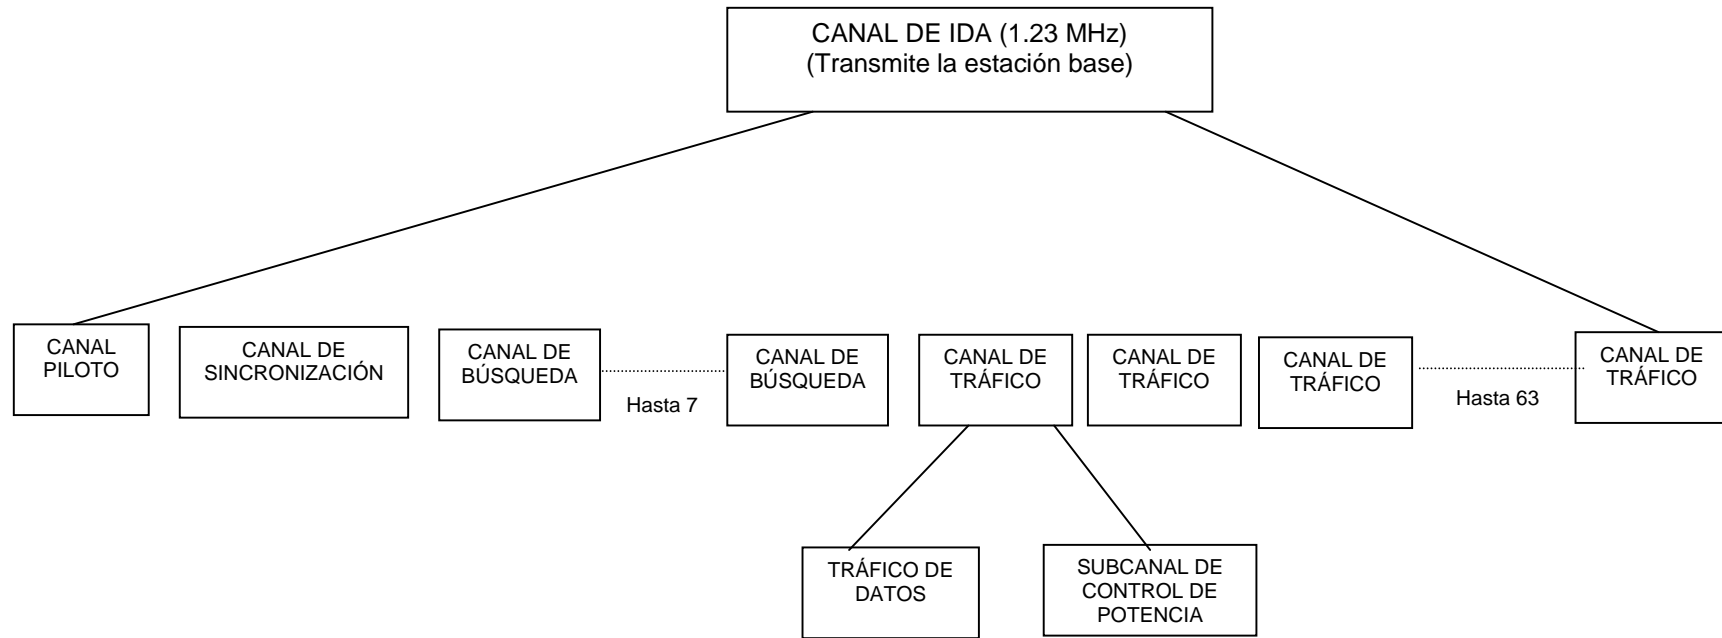 CANAL DE IDA (1.23 MHz)
(Transmite la estación base)
CANAL
PILOTO
CANAL DE
SINCRONIZACIÓN
CANAL DE
BÚSQUEDA
Hasta 7
CANAL DE
BÚSQUEDA
CANAL DE
TRÁFICO
CANAL DE
TRÁFICO
CANAL DE
TRÁFICO
Hasta 63
CANAL DE
TRÁFICO
TRÁFICO DE
DATOS
SUBCANAL DE
CONTROL DE
POTENCIA